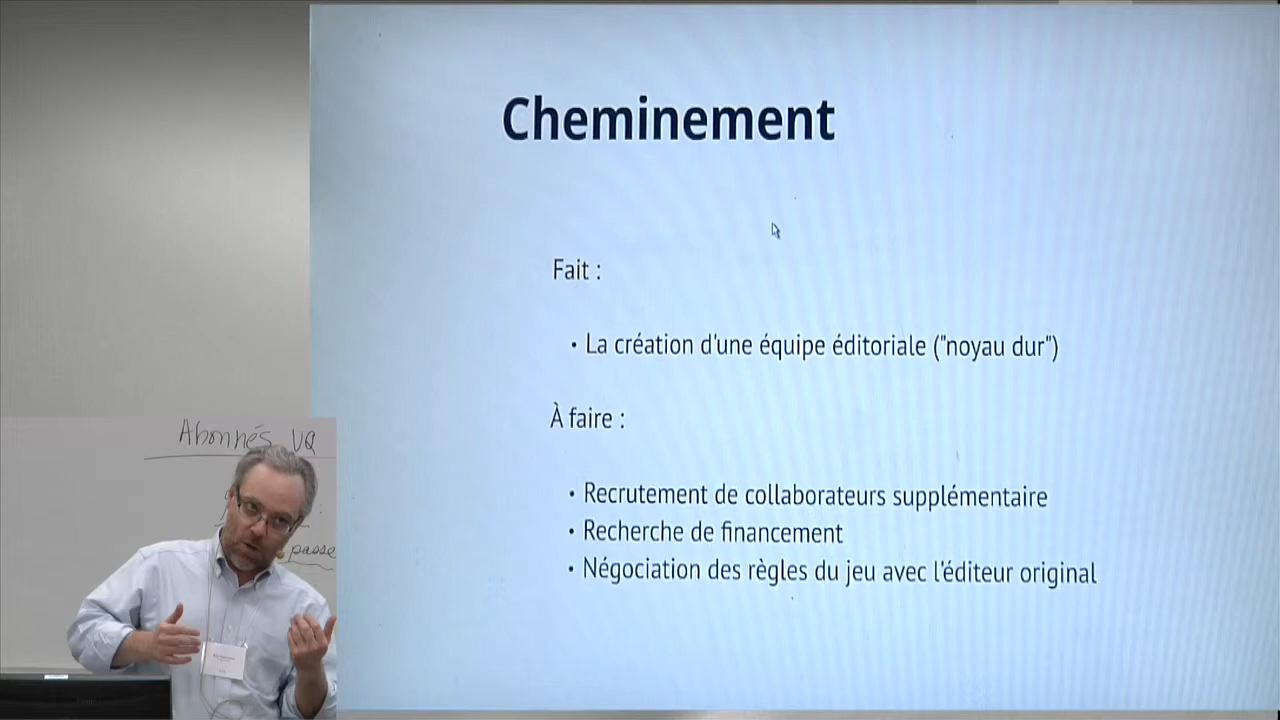 Cheminement
Fait :
• La création d'une équipe éditoriale ("noyau dur")
À faire :
• Recrutement de collaborateurs supplémentaire
• Recherche de financement
• Négociation des règles du jeu avec l'éditeur original
Abonnés UQ
passe